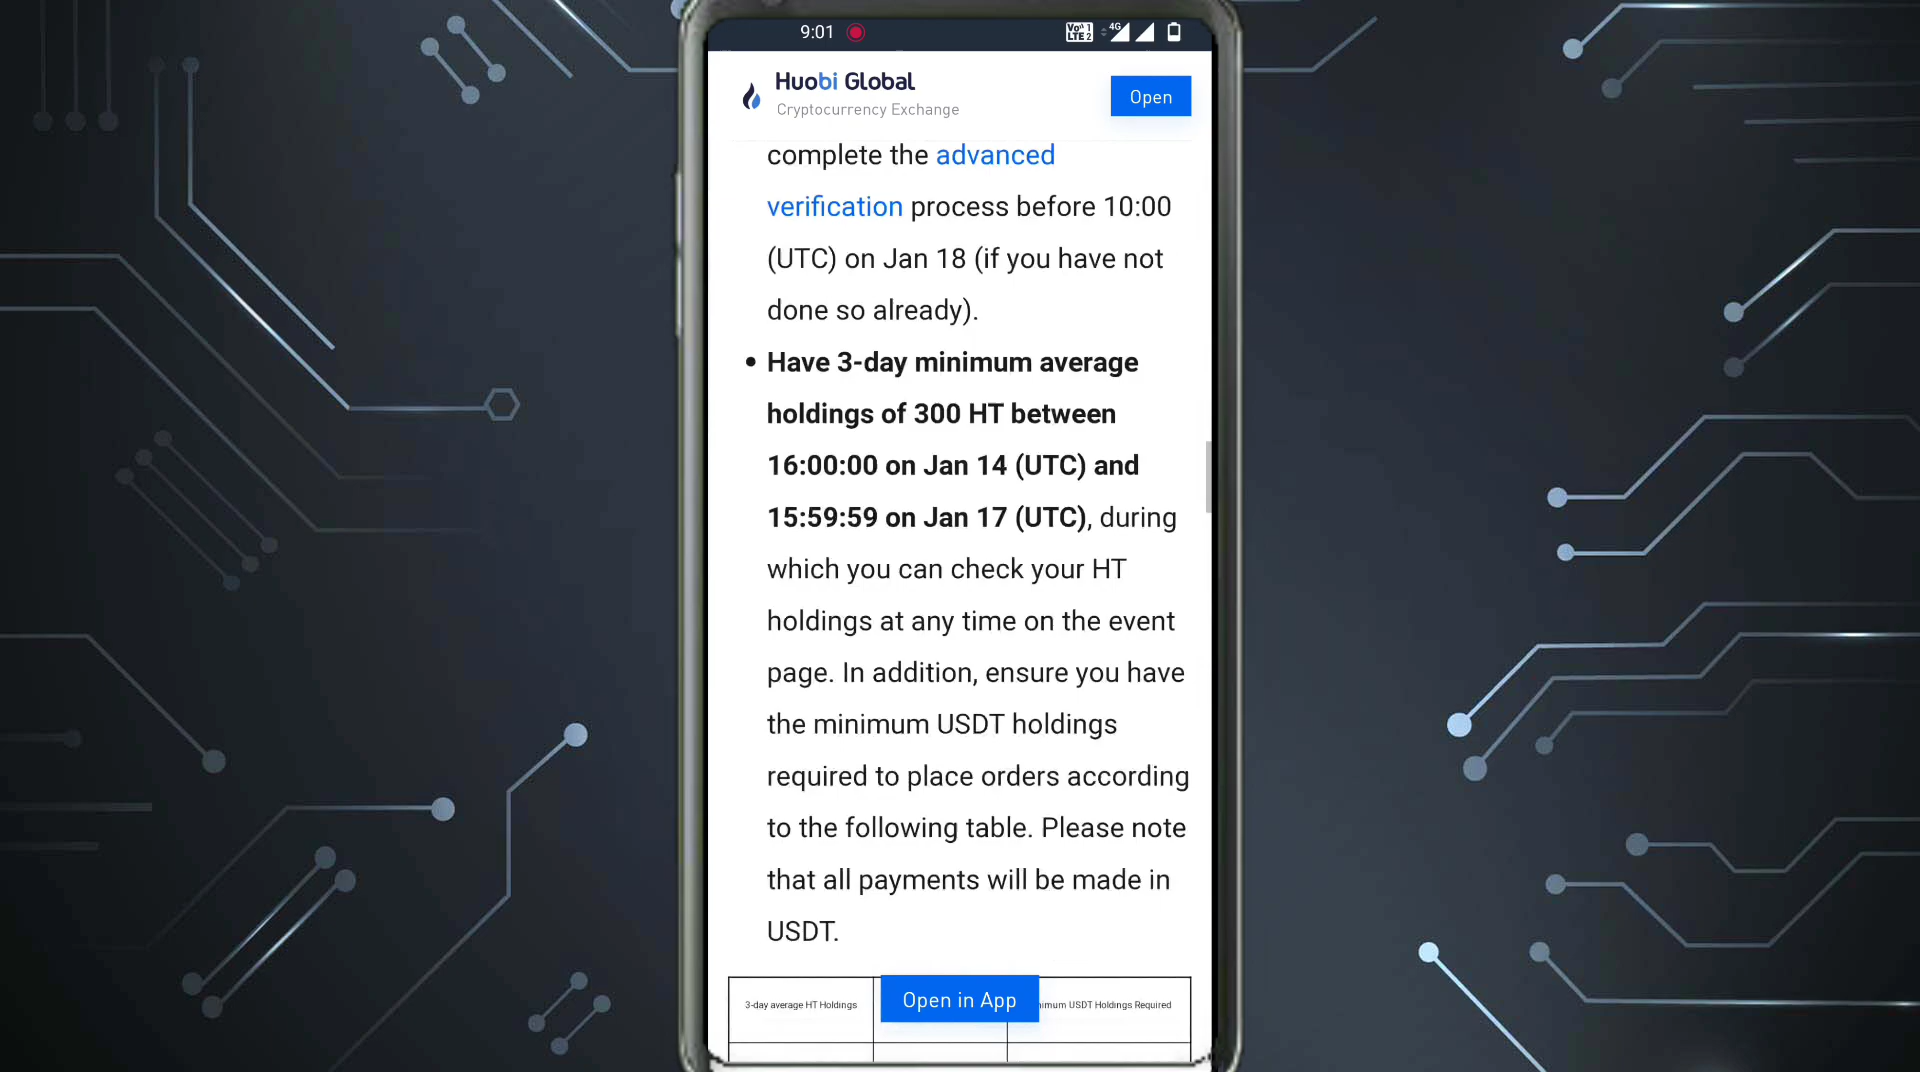 9:01
Vo 1
LTE 2
4G
Huobi Global
Cryptocurrency Exchange
Open
complete the advanced
verification process before 10:00
(UTC) on Jan 18 (if you have not
done so already).
• Have 3-day minimum average
holdings of 300 HT between
16:00:00 on Jan 14 (UTC) and
15:59:59 on Jan 17 (UTC), during
which you can check your HT
holdings at any time on the event
page. In addition, ensure you have
the minimum USDT holdings
required to place orders according
to the following table. Please note
that all payments will be made in
USDT.
3-day average HT Holdings
Open in App
USDT Holdings Required